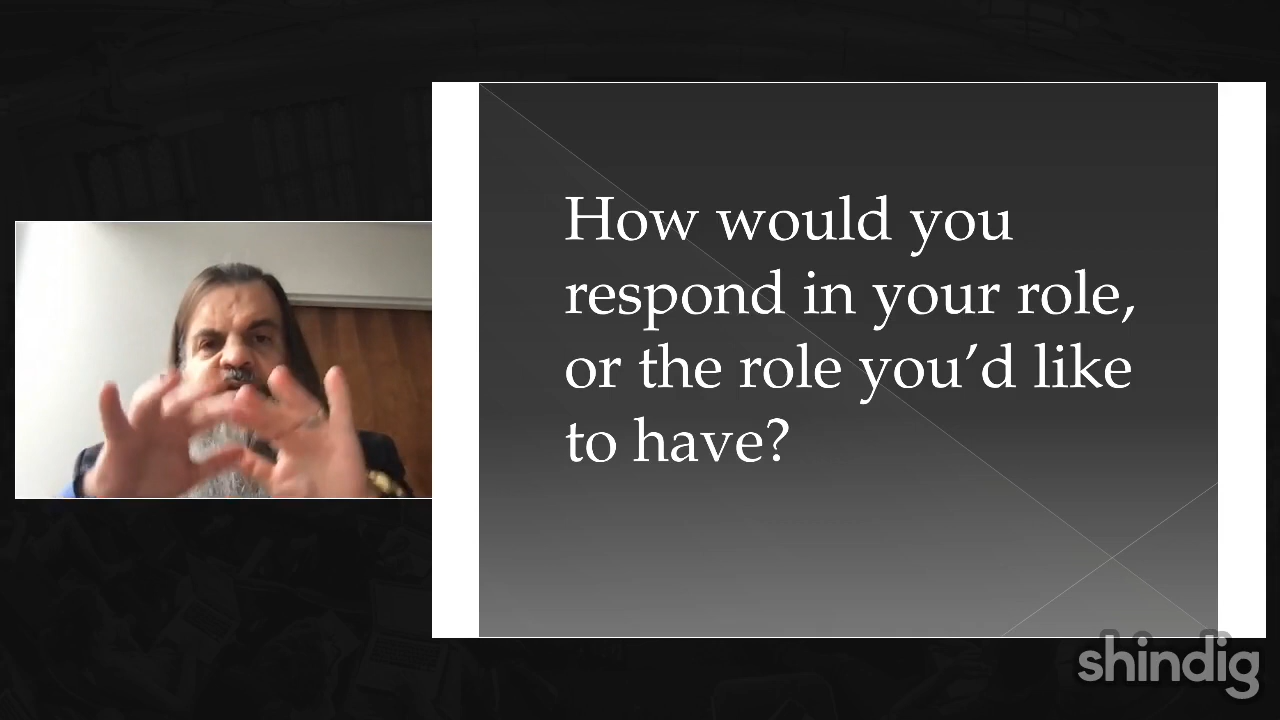 How would you
respond in your role,
or the role you’d like
to have?
shindig